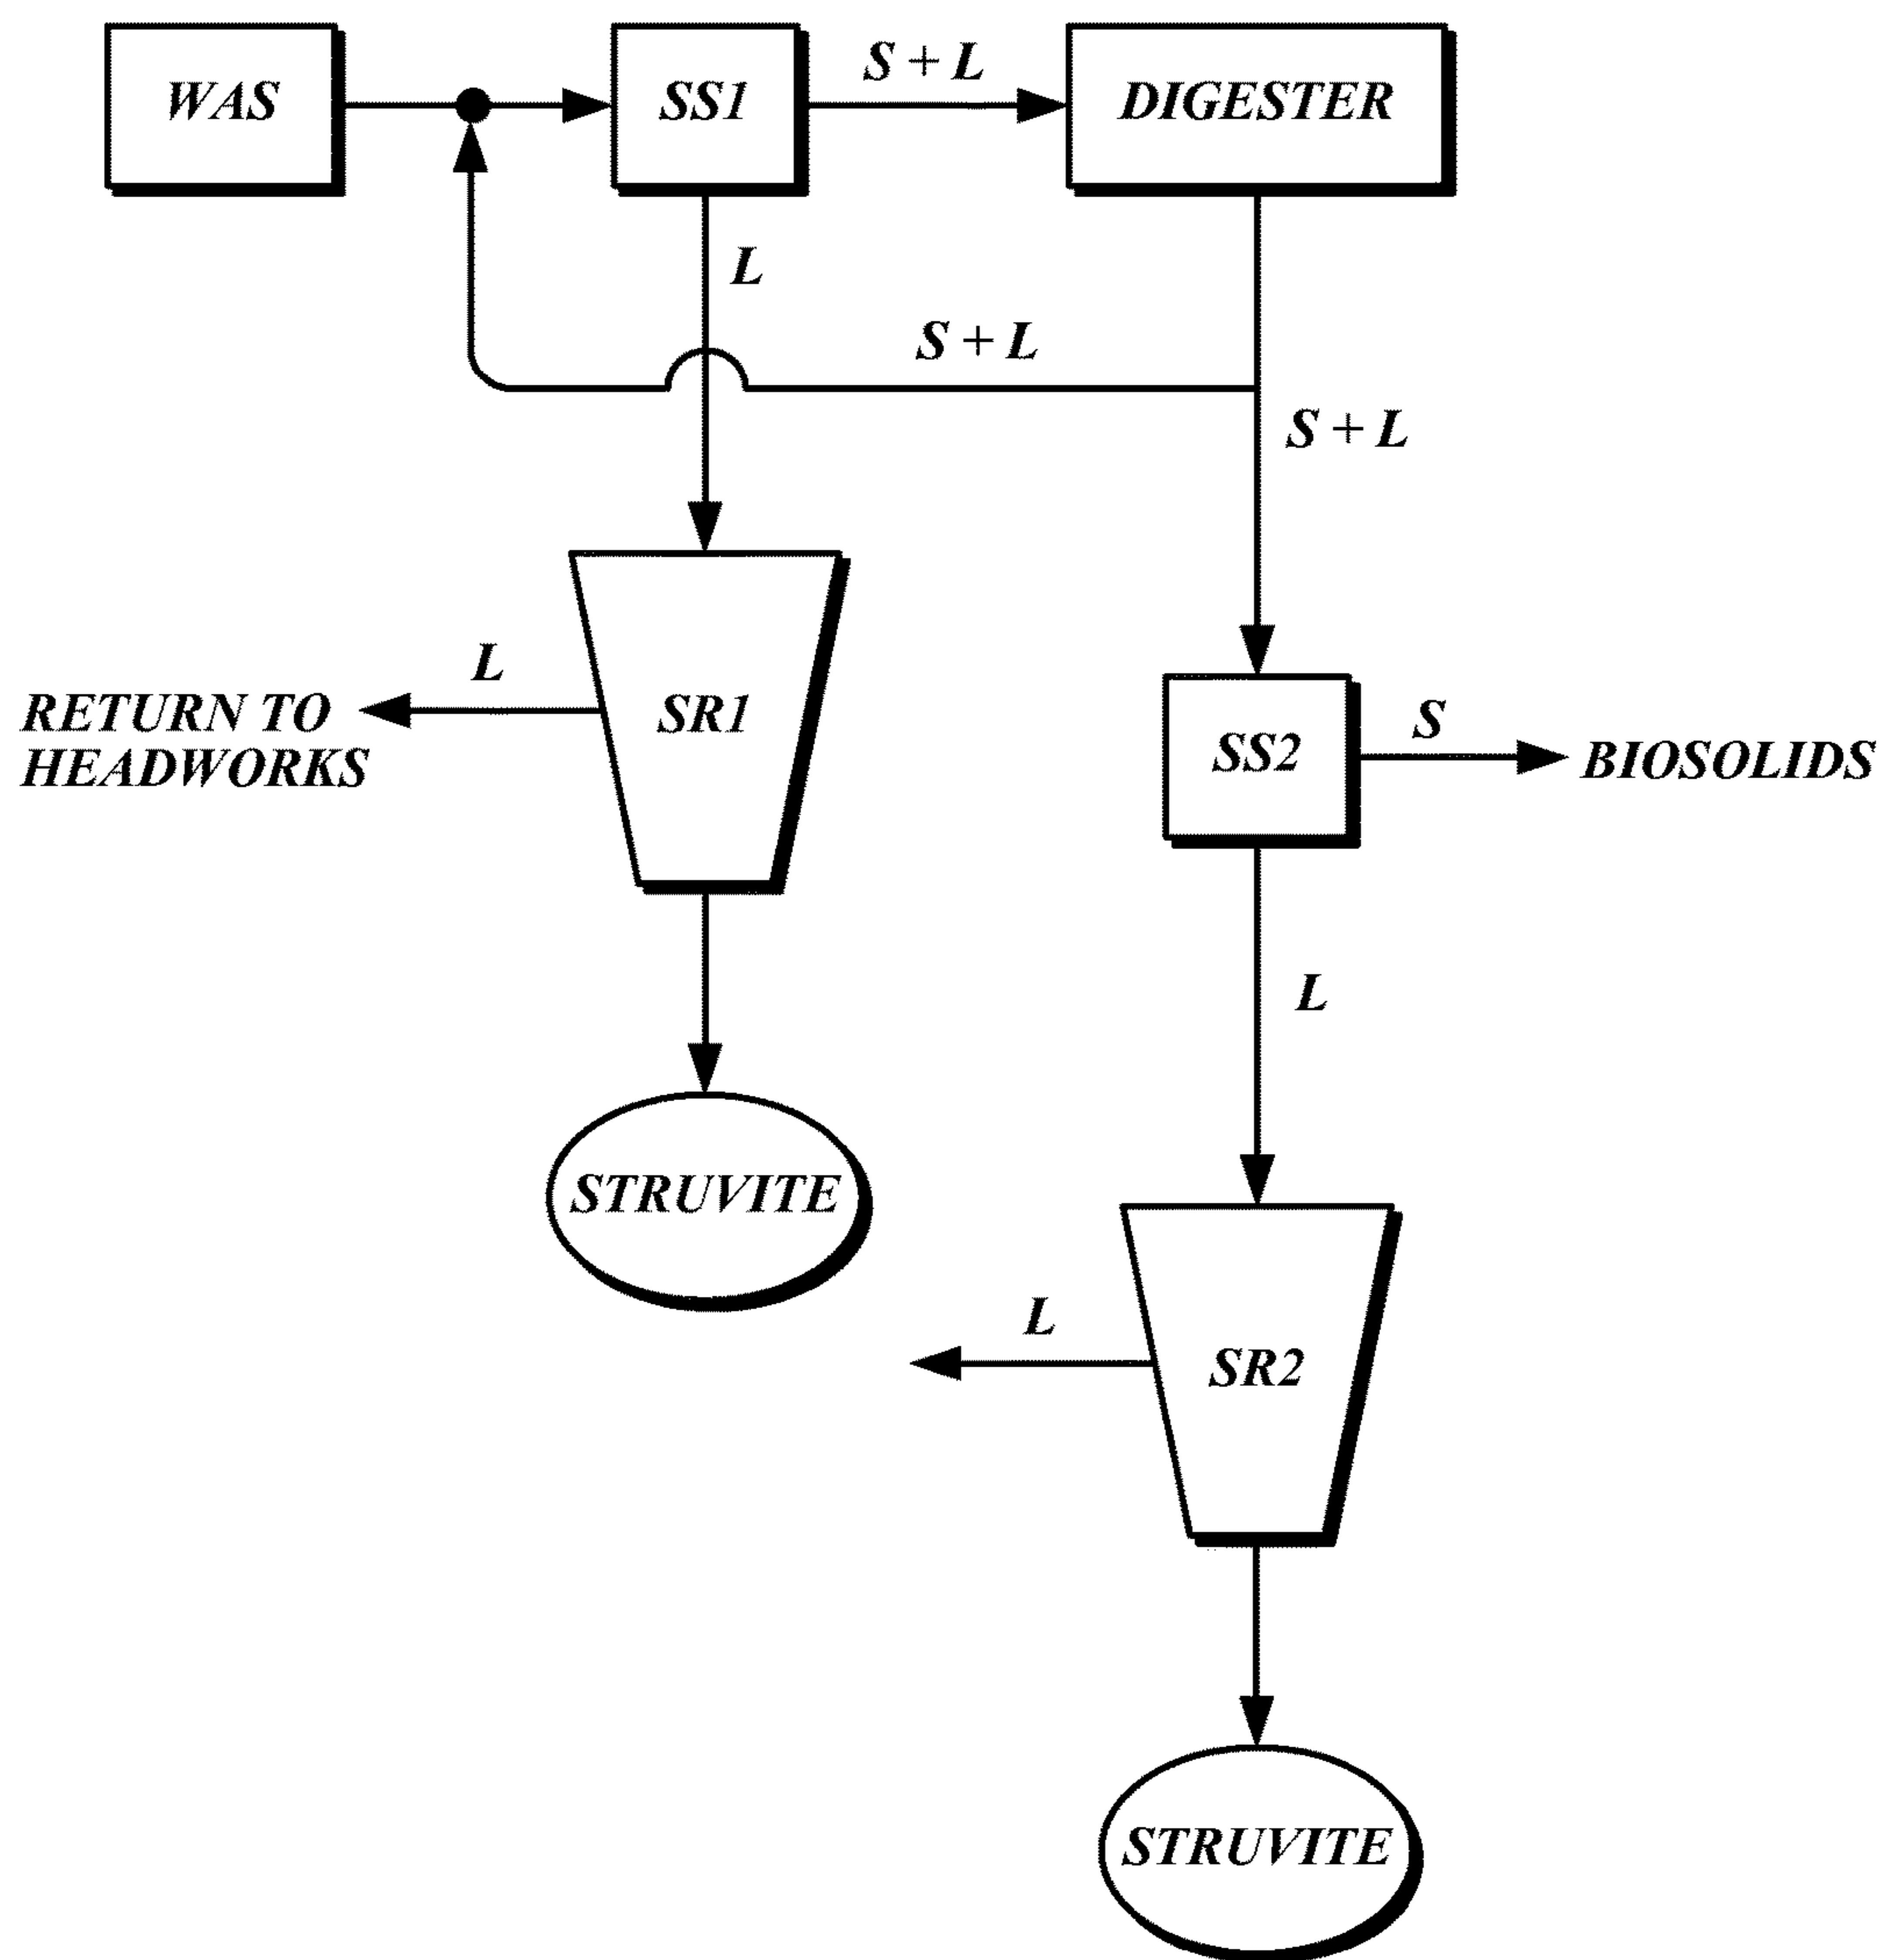 WAS
SS1
S + L
DIGESTER
L
S + L
S + L
L
RETURN TO
HEADWORKS
SR1
SS2
S
BIOSOLIDS
L
STRUVITE
L
SR2
STRUVITE